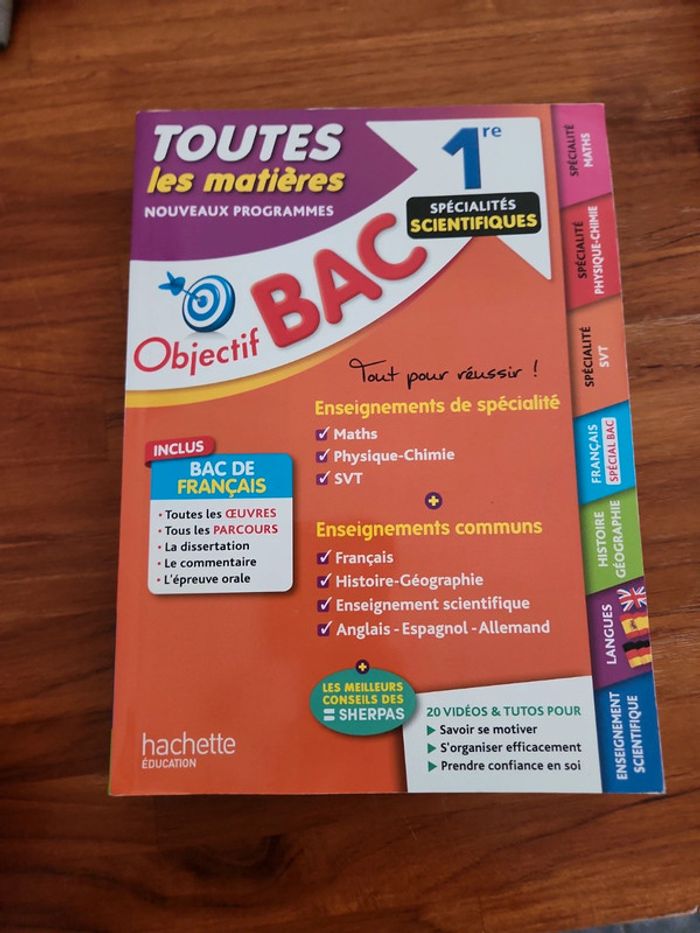 TOUTES
les matières
NOUVEAUX PROGRAMMES
1re
SPÉCIALITÉS
SCIENTIFIQUES
Objectif BAC
Tout pour réussir !
Enseignements de spécialité
Maths
Physique-Chimie
SVT
+
Enseignements communs
Français
Histoire-Géographie
Enseignement scientifique
Anglais - Espagnol - Allemand
INCLUS
BAC DE
FRANÇAIS
• Toutes les ŒUVRES
• Tous les PARCOURS
• La dissertation
• Le commentaire
• L'épreuve orale
+
LES MEILLEURS
CONSEILS DES
SHERPAS
20 VIDÉOS & TUTOS POUR
Savoir se motiver
S'organiser efficacement
Prendre confiance en soi
hachette
ÉDUCATION
SPÉCIALITÉ
MATHS
SPÉCIALITÉ
PHYSIQUE-CHIMIE
SPÉCIALITÉ
SVT
FRANÇAIS
SPÉCIAL BAC
HISTOIRE
GÉOGRAPHIE
LANGUES
ENSEIGNEMENT
SCIENTIFIQUE